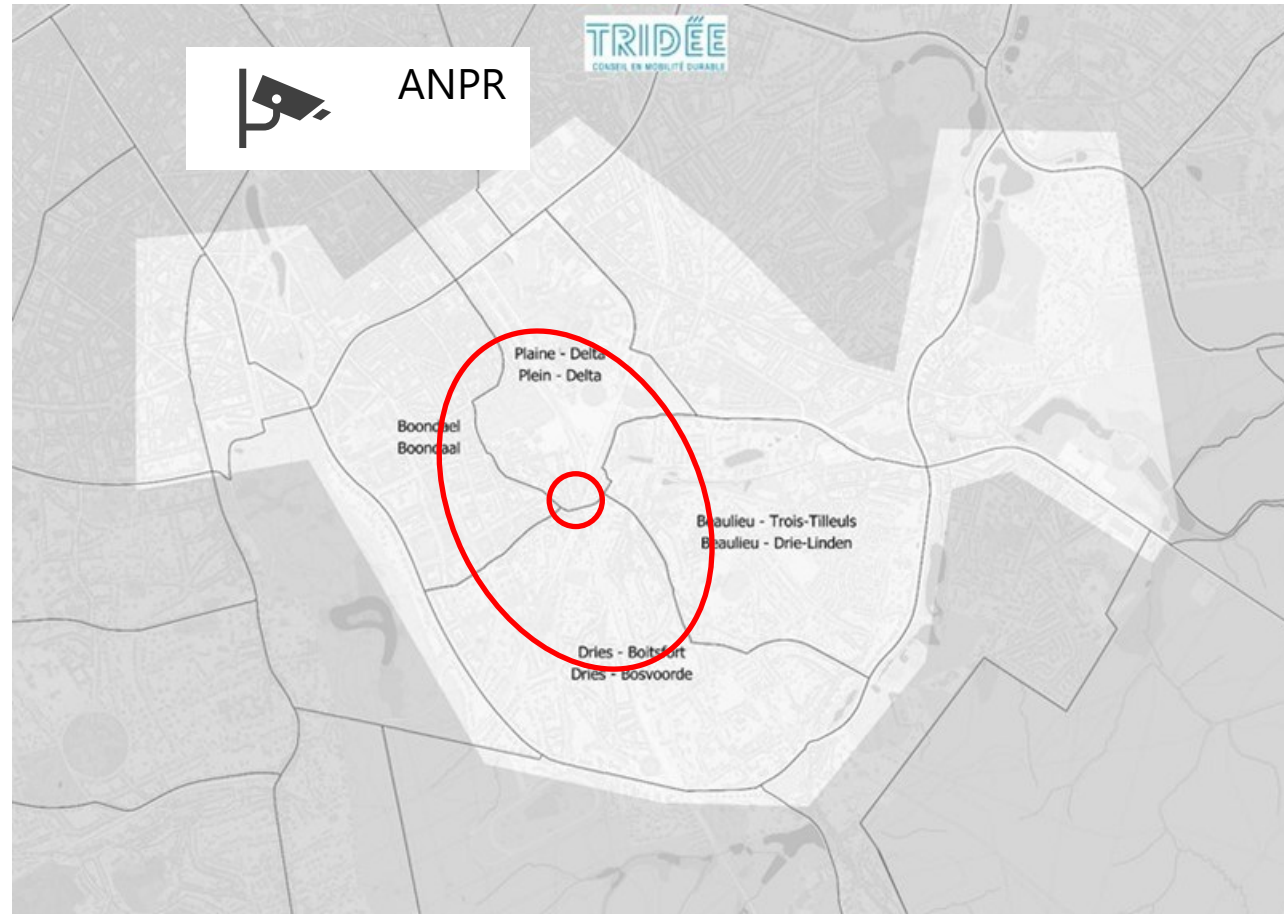 TRIDËE
CONSEIL EN MOBILITÉ DURABLE
ANPR
Plaine - Delta
Plein - Delta
Boondael
Boondaal
Beaulieu - Trois-Tilleuls
Beaulieu - Drie-Linden
Dries - Boitsfort
Dries - Bosvoorde